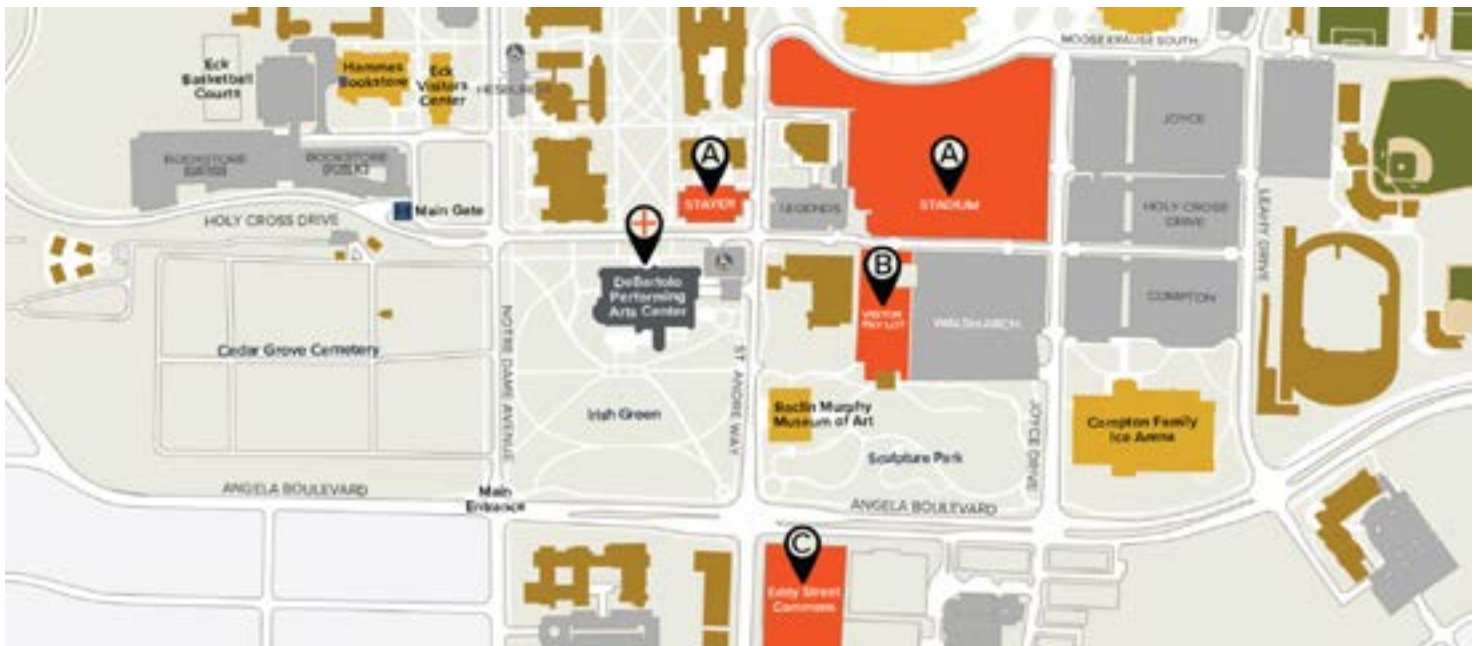 MOOSE KRAUSE SOUTH
Eck
Basketball
Courts
Hammes
Bookstore
Eck
Visitors
Center
HESBURGH
JOYCE
BOOKSTORE
BOOKSTORE
A
A
STAYER
LEGENDS
STADIUM
Main Gate
HOLY CROSS DRIVE
HOLY CROSS
DRIVE
LEAHY DRIVE
B
DeBartolo
Performing
Arts Center
COMPTON
VISITOR
PAY LOT
WALSH ARCH
NOTRE DAME AVENUE
Cedar Grove Cemetery
ST. ANDRE WAY
Irish Green
Raclin Murphy
Museum of Art
JOYCE DRIVE
Compton Family
Ice Arena
Sculpture Park
ANGELA BOULEVARD
Main
Entrance
ANGELA BOULEVARD
C
Eddy Street
Commons